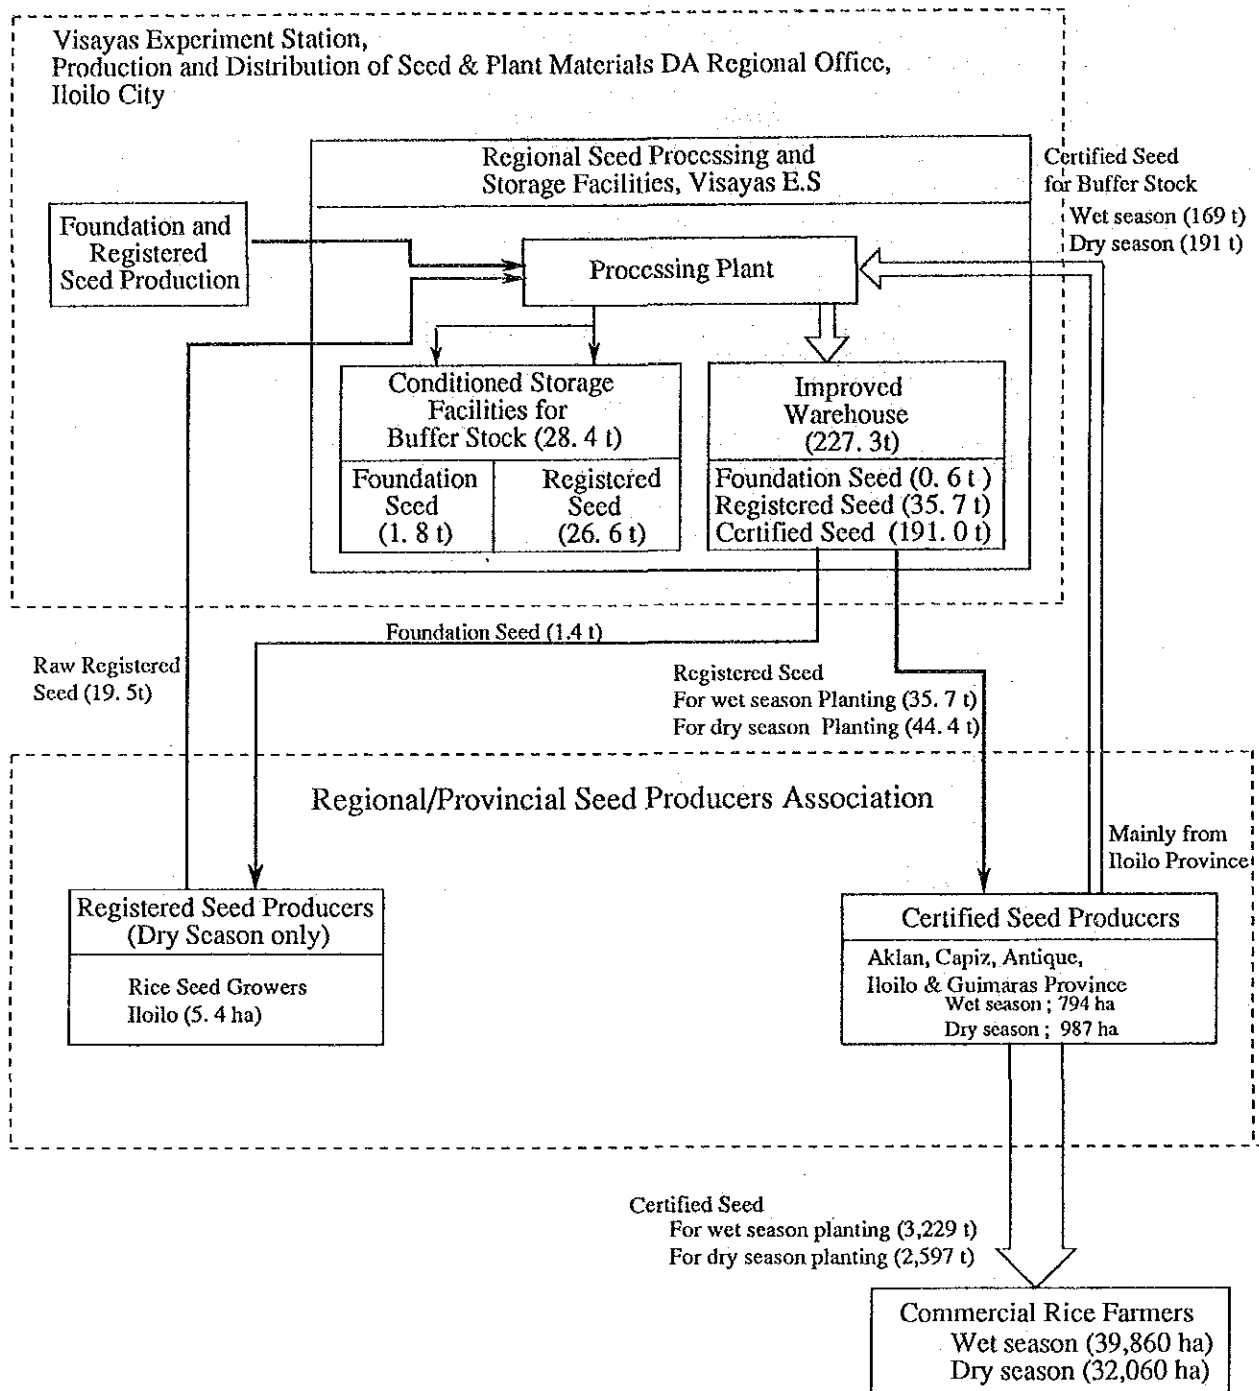 Visayas Experiment Station,
Production and Distribution of Seed & Plant Materials DA Regional Office,
Iloilo City
Regional Seed Processing and
Storage Facilities, Visayas E.S
Certified Seed
for Buffer Stock
Wet season (169 t)
Dry season (191 t)
Foundation and
Registered
Seed Production
Processing Plant
Conditioned Storage
Facilities for
Buffer Stock (28. 4 t)
Foundation
Seed
(1. 8 t)
Registered
Seed
(26. 6 t)
Improved
Warehouse
(227. 3t)
Foundation Seed (0. 6 t )
Registered Seed (35. 7 t)
Certified Seed (191. 0 t)
Foundation Seed (1.4 t)
Raw Registered
Seed (19. 5t)
Registered Seed
For wet season Planting (35. 7 t)
For dry season Planting (44. 4 t)
Regional/Provincial Seed Producers Association
Mainly from
Iloilo Province
Registered Seed Producers
(Dry Season only)
Rice Seed Growers
Iloilo (5. 4 ha)
Certified Seed Producers
Aklan, Capiz, Antique,
Iloilo & Guimaras Province
Wet season ; 794 ha
Dry season ; 987 ha
Certified Seed
For wet season planting (3,229 t)
For dry season planting (2,597 t)
Commercial Rice Farmers
Wet season (39,860 ha)
Dry season (32,060 ha)